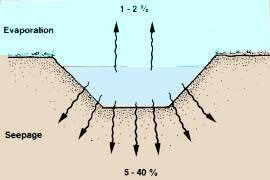 1 - 2 %
Evaporation
Seepage
5 - 40 %